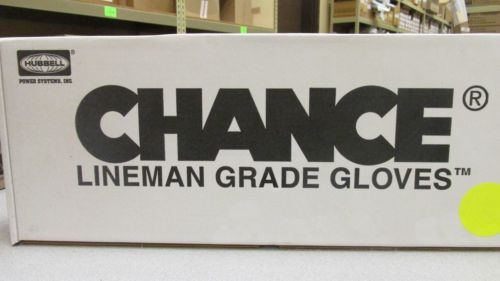 HUBBELL
POWER SYSTEMS, INC.
CHANCE®
LINEMAN GRADE GLOVES™